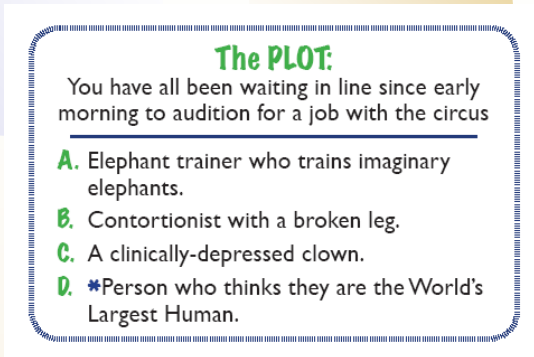 The PLOT:
You have all been waiting in line since early
morning to audition for a job with the circus
A. Elephant trainer who trains imaginary
elephants.
B. Contortionist with a broken leg.
C. A clinically-depressed clown.
D. *Person who thinks they are the World's
Largest Human.